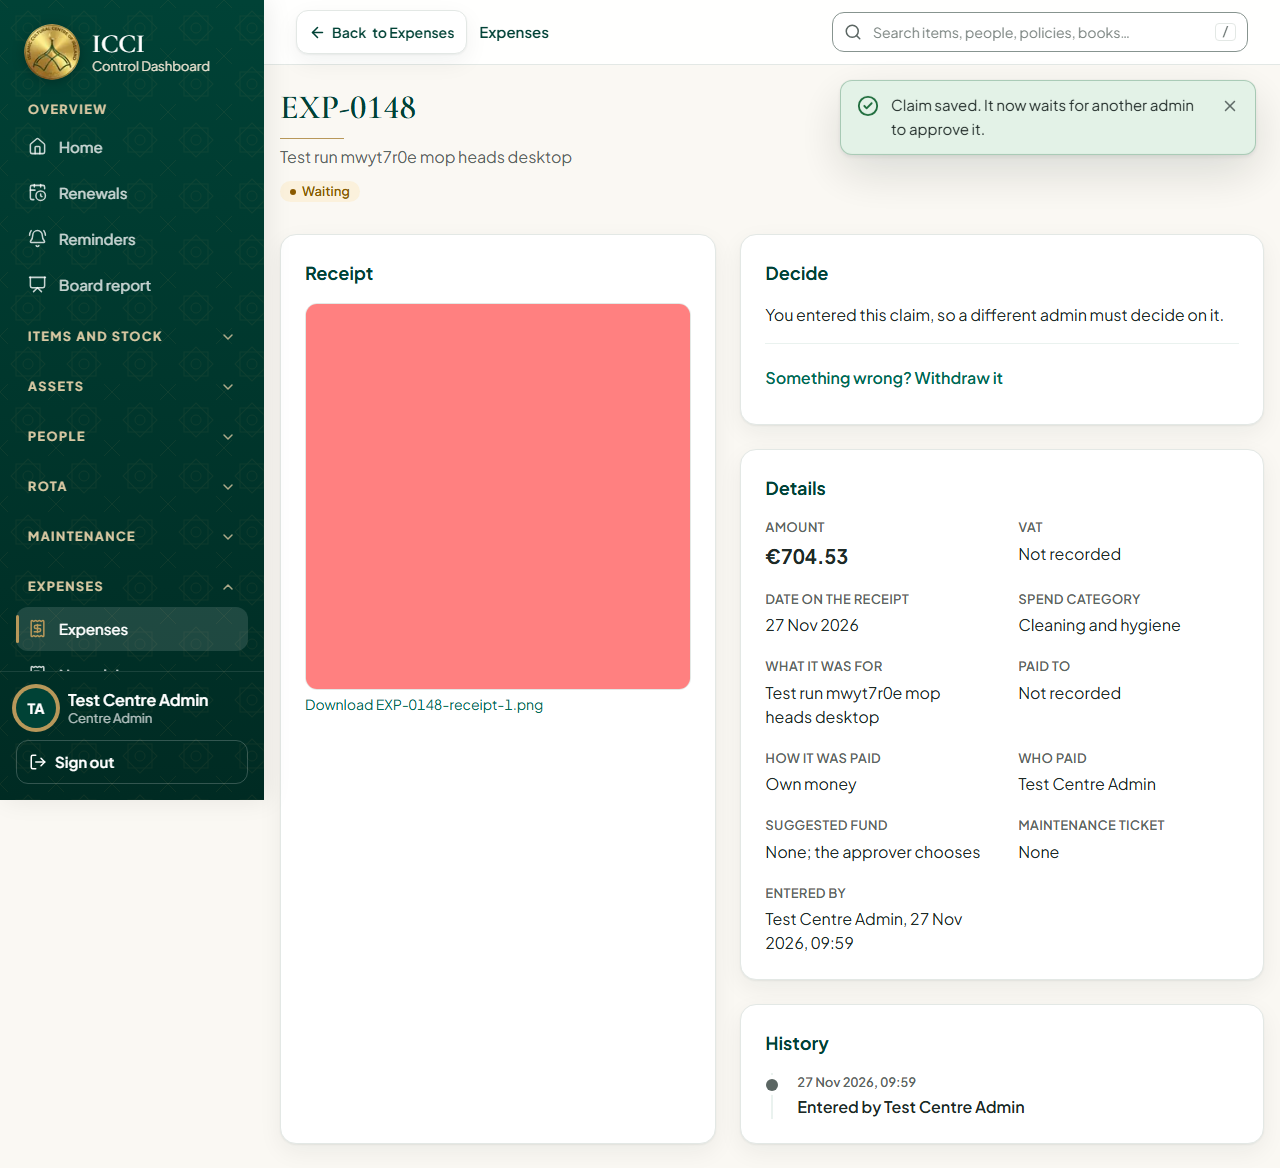 ICCI
Control Dashboard
OVERVIEW
Home
Renewals
Reminders
Board report
ITEMS AND STOCK
ASSETS
PEOPLE
ROTA
MAINTENANCE
EXPENSES
Expenses
TA
Test Centre Admin
Centre Admin
Sign out
Back to Expenses
Expenses
Search items, people, policies, books…
/
EXP-0148
Test run mwyt7r0e mop heads desktop
Waiting
Claim saved. It now waits for another admin
to approve it.
Receipt
Download EXP-0148-receipt-1.png
Decide
You entered this claim, so a different admin must decide on it.
Something wrong? Withdraw it
Details
AMOUNT
€704.53
VAT
Not recorded
DATE ON THE RECEIPT
27 Nov 2026
SPEND CATEGORY
Cleaning and hygiene
WHAT IT WAS FOR
Test run mwyt7r0e mop
heads desktop
PAID TO
Not recorded
HOW IT WAS PAID
Own money
WHO PAID
Test Centre Admin
SUGGESTED FUND
None; the approver chooses
MAINTENANCE TICKET
None
ENTERED BY
Test Centre Admin, 27 Nov
2026, 09:59
History
27 Nov 2026, 09:59
Entered by Test Centre Admin